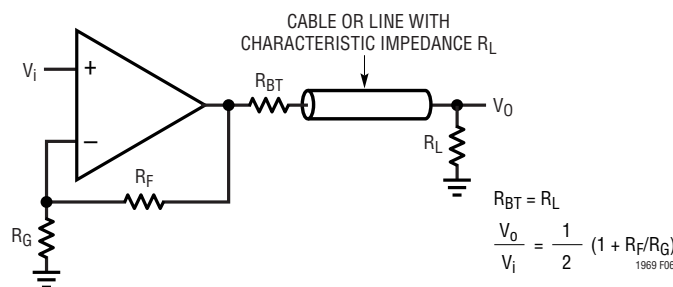 CABLE OR LINE WITH
CHARACTERISTIC IMPEDANCE RL
Vi
+
RBT
VO
–
RL
RF
RG
RBT = RL
Vo
Vi
= 1
2
(1 + RF/RG)
1969 F06